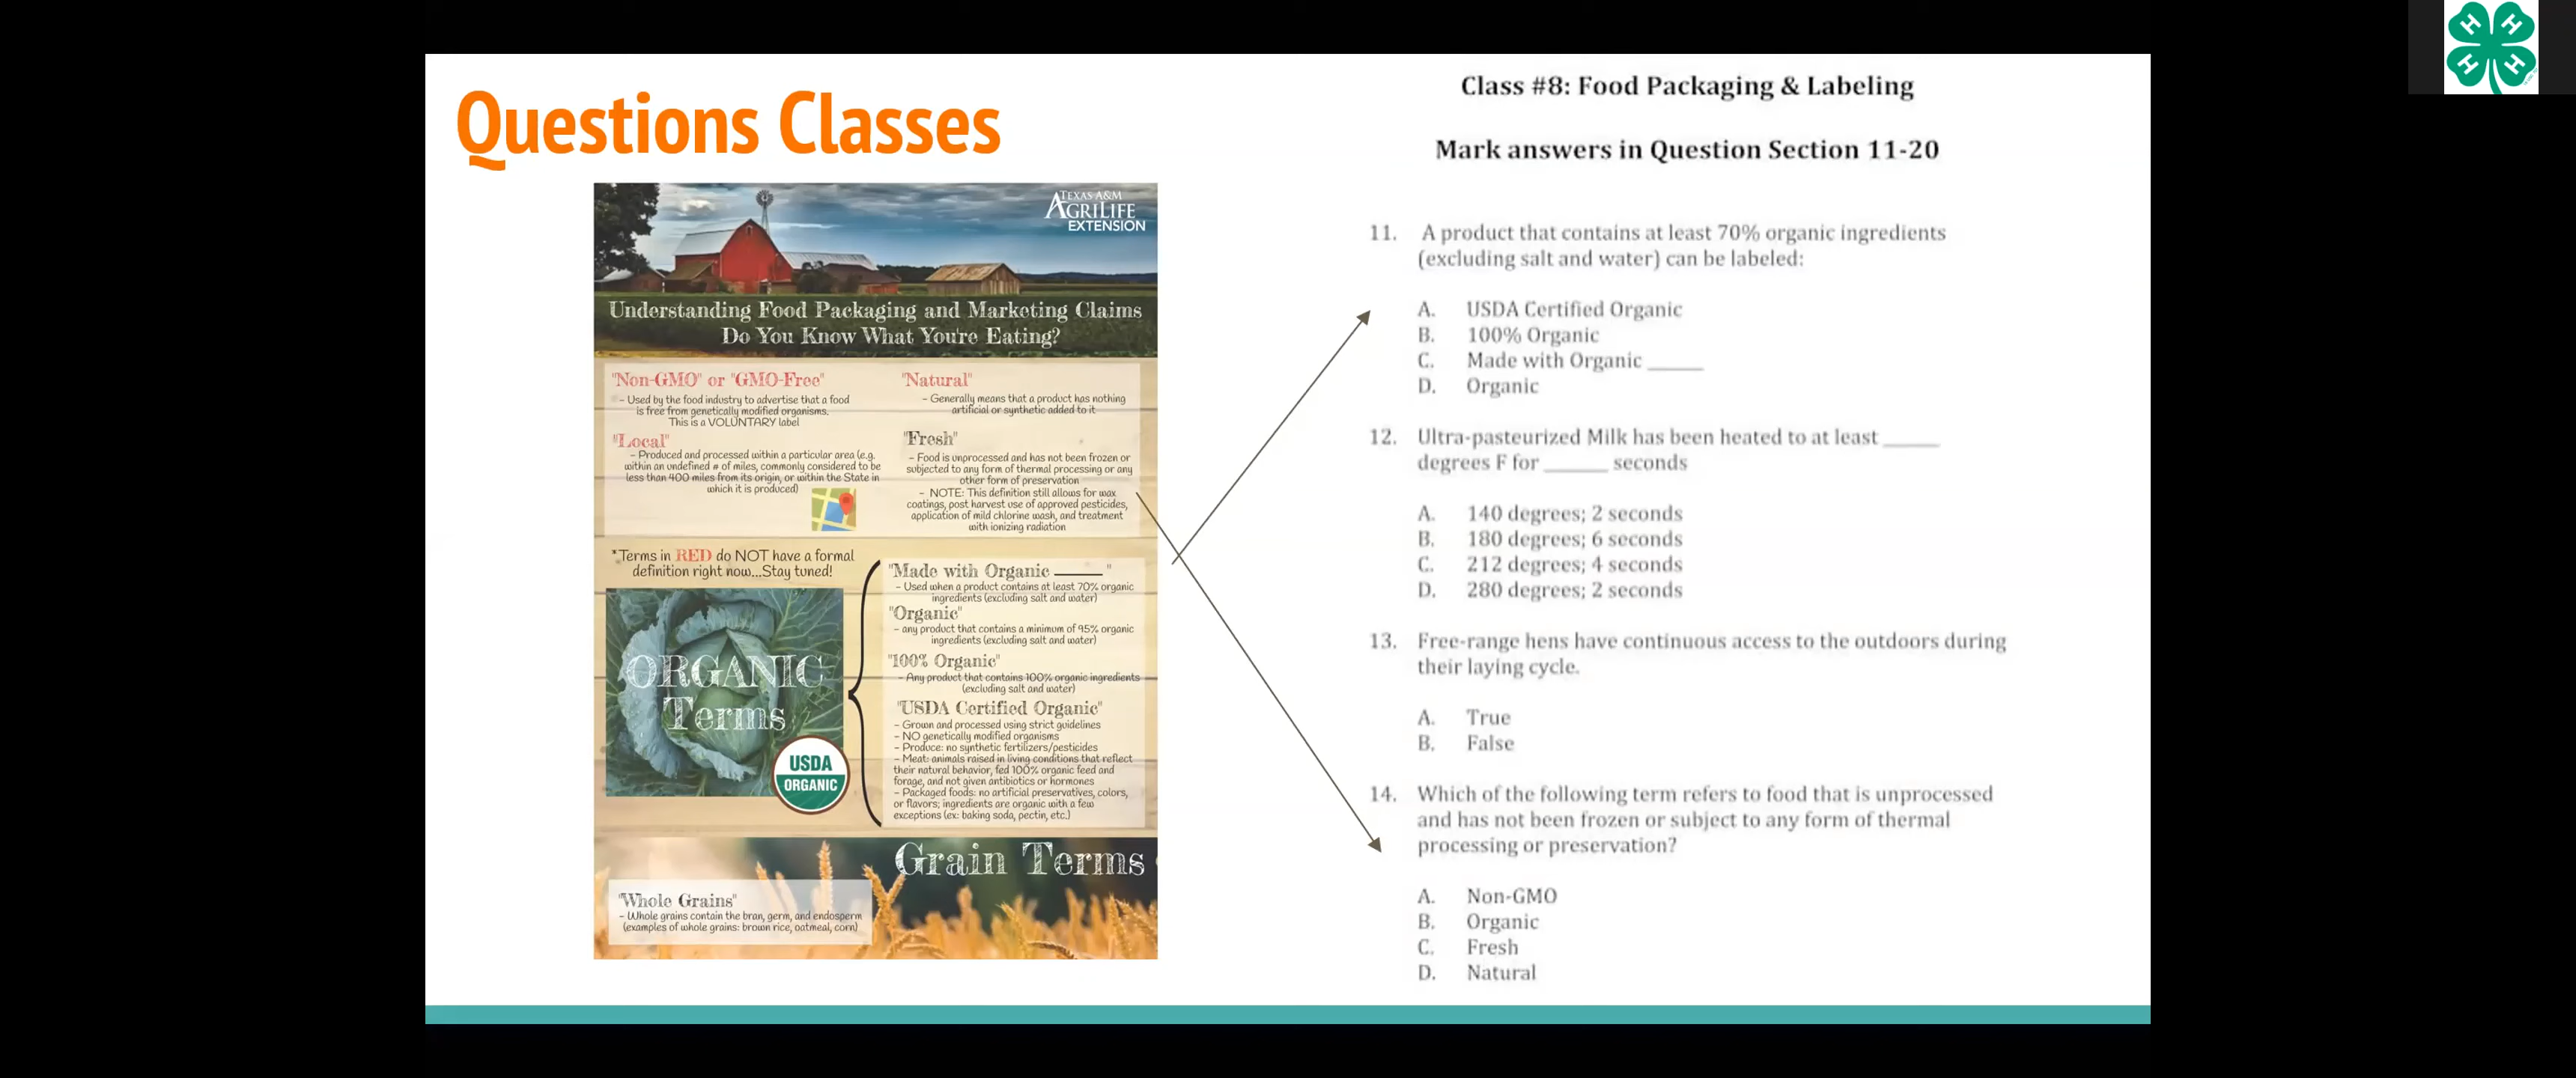 Questions Classes
TEXAS A&M
AGRILIFE
EXTENSION
Understanding Food Packaging and Marketing Claims
Do You Know What You're Eating?
"Non-GMO" or "GMO-Free"
- Used by the food industry to advertise that a food
is free from genetically modified organisms.
This is a VOLUNTARY label
"Local"
- Produced and processed within a particular area (e.g.
within an undefined # of miles, commonly considered to be
less than 400 miles from its origin, or within the State in
which it is produced)
"Natural"
- Generally means that a product has nothing
artificial or synthetic added to it
"Fresh"
- Food is unprocessed and has not been frozen or
subjected to any form of thermal processing or any
other form of preservation
- NOTE: This definition still allows for wax
coatings, post harvest use of approved pesticides,
application of mild chlorine wash, and treatment
with ionizing radiation
*Terms in RED do NOT have a formal
definition right now...Stay tuned!
ORGANIC
Terms
USDA
ORGANIC
"Made with Organic _____ "
- Used when a product contains at least 70% organic
ingredients (excluding salt and water)
"Organic"
- any product that contains a minimum of 95% organic
ingredients (excluding salt and water)
"100% Organic"
- Any product that contains 100% organic ingredients
(excluding salt and water)
"USDA Certified Organic"
- Grown and processed using strict guidelines
- NO genetically modified organisms
- Produce: no synthetic fertilizers/pesticides
- Meat: animals raised in living conditions that reflect
their natural behavior, fed 100% organic feed and
forage, and not given antibiotics or hormones
- Packaged foods: no artificial preservatives, colors,
or flavors; ingredients are organic with a few
exceptions (ex: baking soda, pectin, etc.)
Grain Terms
"Whole Grains"
- Whole grains contain the bran, germ, and endosperm
(examples of whole grains: brown rice, oatmeal, corn)
Class #8: Food Packaging & Labeling
Mark answers in Question Section 11-20
11. A product that contains at least 70% organic ingredients
(excluding salt and water) can be labeled:
A. USDA Certified Organic
B. 100% Organic
C. Made with Organic _____
D. Organic
12. Ultra-pasteurized Milk has been heated to at least _____
degrees F for _____ seconds
A. 140 degrees; 2 seconds
B. 180 degrees; 6 seconds
C. 212 degrees; 4 seconds
D. 280 degrees; 2 seconds
13. Free-range hens have continuous access to the outdoors during
their laying cycle.
A. True
B. False
14. Which of the following term refers to food that is unprocessed
and has not been frozen or subject to any form of thermal
processing or preservation?
A. Non-GMO
B. Organic
C. Fresh
D. Natural
H H
H H